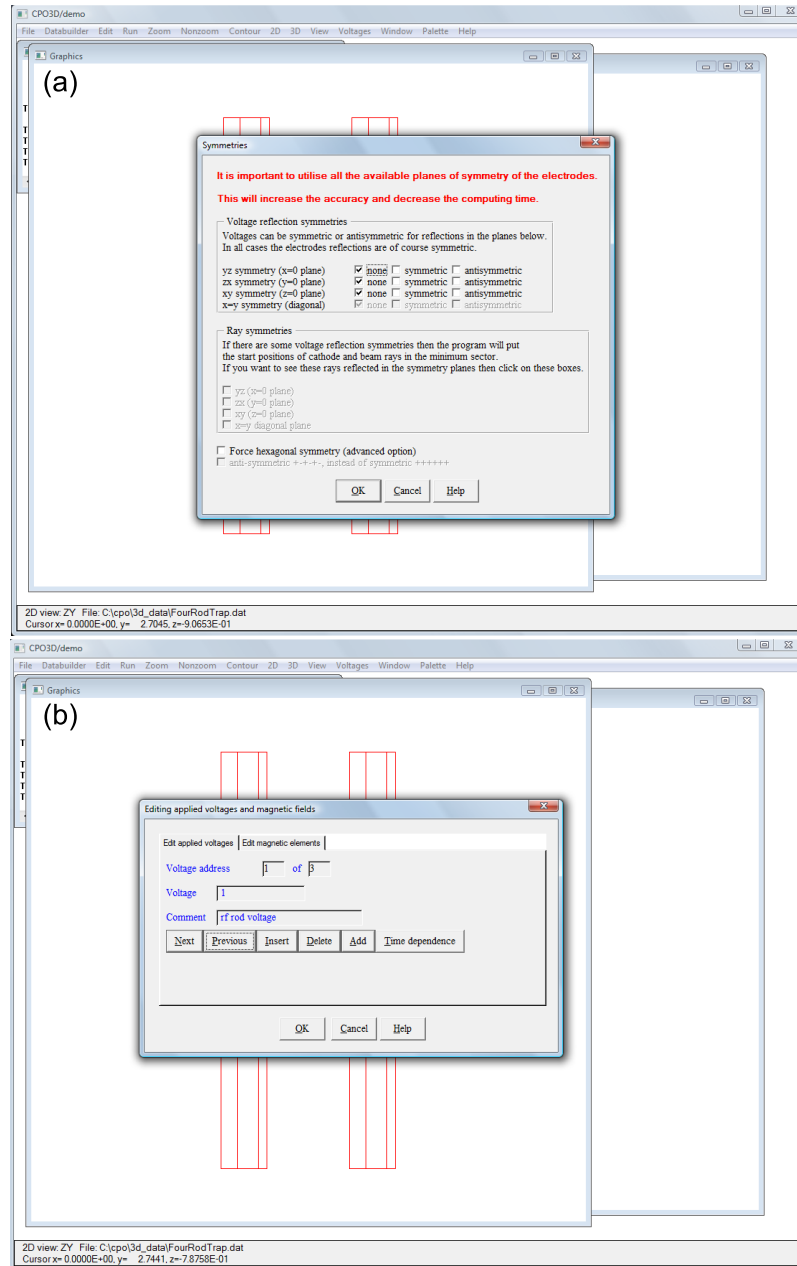 CPO3D/demo
File Databuilder Edit Run Zoom Nonzoom Contour 2D 3D View Voltages Window Palette Help
Graphics
(a)
T
T
T
T
T
Symmetries
It is important to utilise all the available planes of symmetry of the electrodes.
This will increase the accuracy and decrease the computing time.
Voltage reflection symmetries
Voltages can be symmetric or antisymmetric for reflections in the planes below.
In all cases the electrodes reflections are of course symmetric.
yz symmetry (x=0 plane) none symmetric antisymmetric
zx symmetry (y=0 plane) none symmetric antisymmetric
xy symmetry (z=0 plane) none symmetric antisymmetric
x=y symmetry (diagonal) none symmetric antisymmetric
Ray symmetries
If there are some voltage reflection symmetries then the program will put
the start positions of cathode and beam rays in the minimum sector.
If you want to see these rays reflected in the symmetry planes then click on these boxes.
yz (x=0 plane)
zx (y=0 plane)
xy (z=0 plane)
x=y diagonal plane
Force hexagonal symmetry (advanced option)
anti-symmetric +-+-+-, instead of symmetric ++++++
OK Cancel Help
2D view: ZY File: C:\cpo\3d_data\FourRodTrap.dat
Cursor x= 0.0000E+00, y= 2.7045, z=-9.0653E-01
CPO3D/demo
File Databuilder Edit Run Zoom Nonzoom Contour 2D 3D View Voltages Window Palette Help
Graphics
(b)
T
T
T
T
T
Editing applied voltages and magnetic fields
Edit applied voltages Edit magnetic elements
Voltage address 1 of 3
Voltage 1
Comment rf rod voltage
Next Previous Insert Delete Add Time dependence
OK Cancel Help
2D view: ZY File: C:\cpo\3d_data\FourRodTrap.dat
Cursor x= 0.0000E+00, y= 2.7441, z=-7.8758E-01